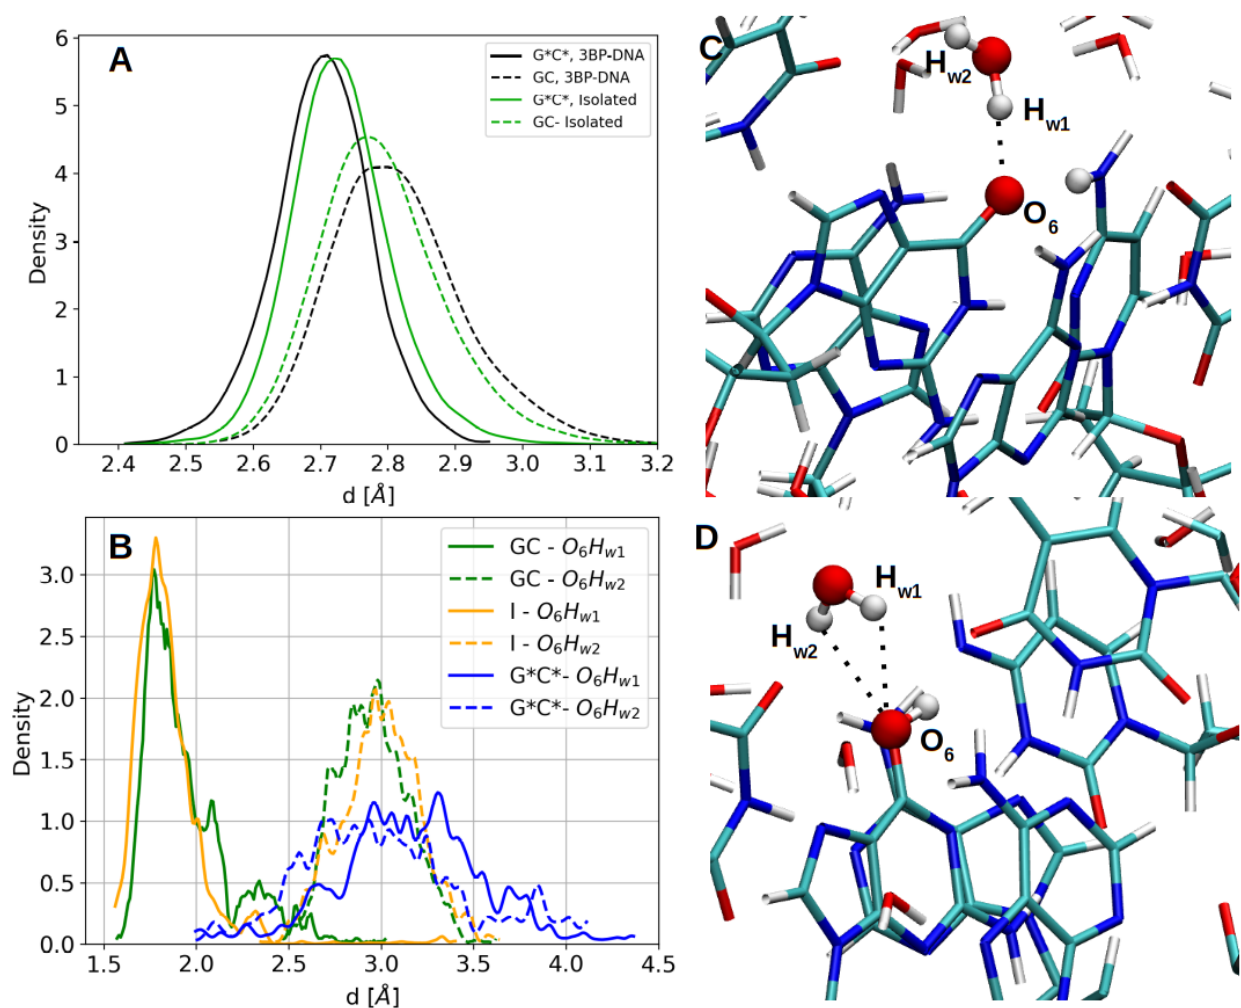 A
6
5
4
3
2
1
0
Density
G*C*, 3BP-DNA
GC, 3BP-DNA
G*C*, Isolated
GC- Isolated
2.4 2.5 2.6 2.7 2.8 2.9 3.0 3.1 3.2
d [Å]
B
3.0
2.5
2.0
1.5
1.0
0.5
0.0
Density
GC - O6Hw1
GC - O6Hw2
I - O6Hw1
I - O6Hw2
G*C*- O6Hw1
G*C*- O6Hw2
1.5 2.0 2.5 3.0 3.5 4.0 4.5
d [Å]
C
Hw2
Hw1
O6
D
Hw1
Hw2
O6